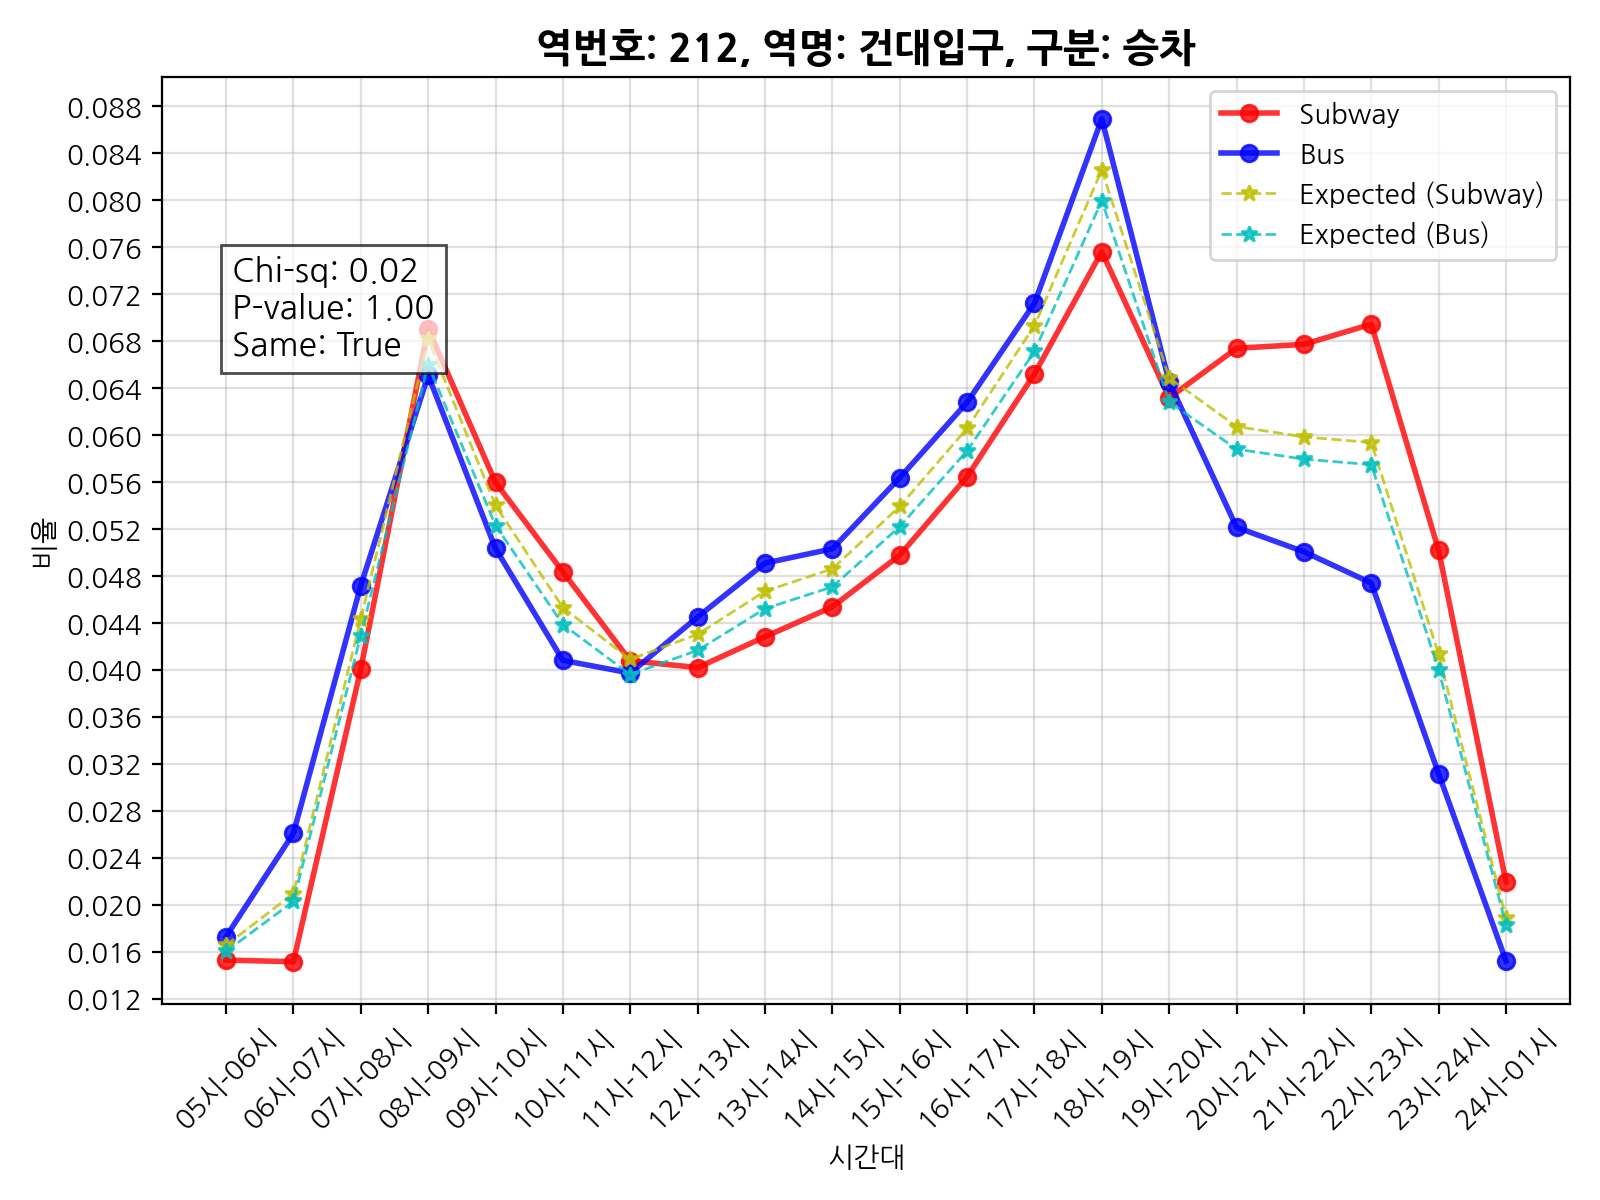 역번호: 212, 역명: 건대입구, 구분: 승차
0.088
0.084
0.080
0.076
0.072
0.068
0.064
0.060
0.056
0.052
0.048
0.044
0.040
0.036
0.032
0.028
0.024
0.020
0.016
0.012
비율
Chi-sq: 0.02
P-value: 1.00
Same: True
Subway
Bus
Expected (Subway)
Expected (Bus)
05시-06시
06시-07시
07시-08시
08시-09시
09시-10시
10시-11시
11시-12시
12시-13시
13시-14시
14시-15시
15시-16시
16시-17시
17시-18시
18시-19시
19시-20시
20시-21시
21시-22시
22시-23시
23시-24시
24시-01시
시간대